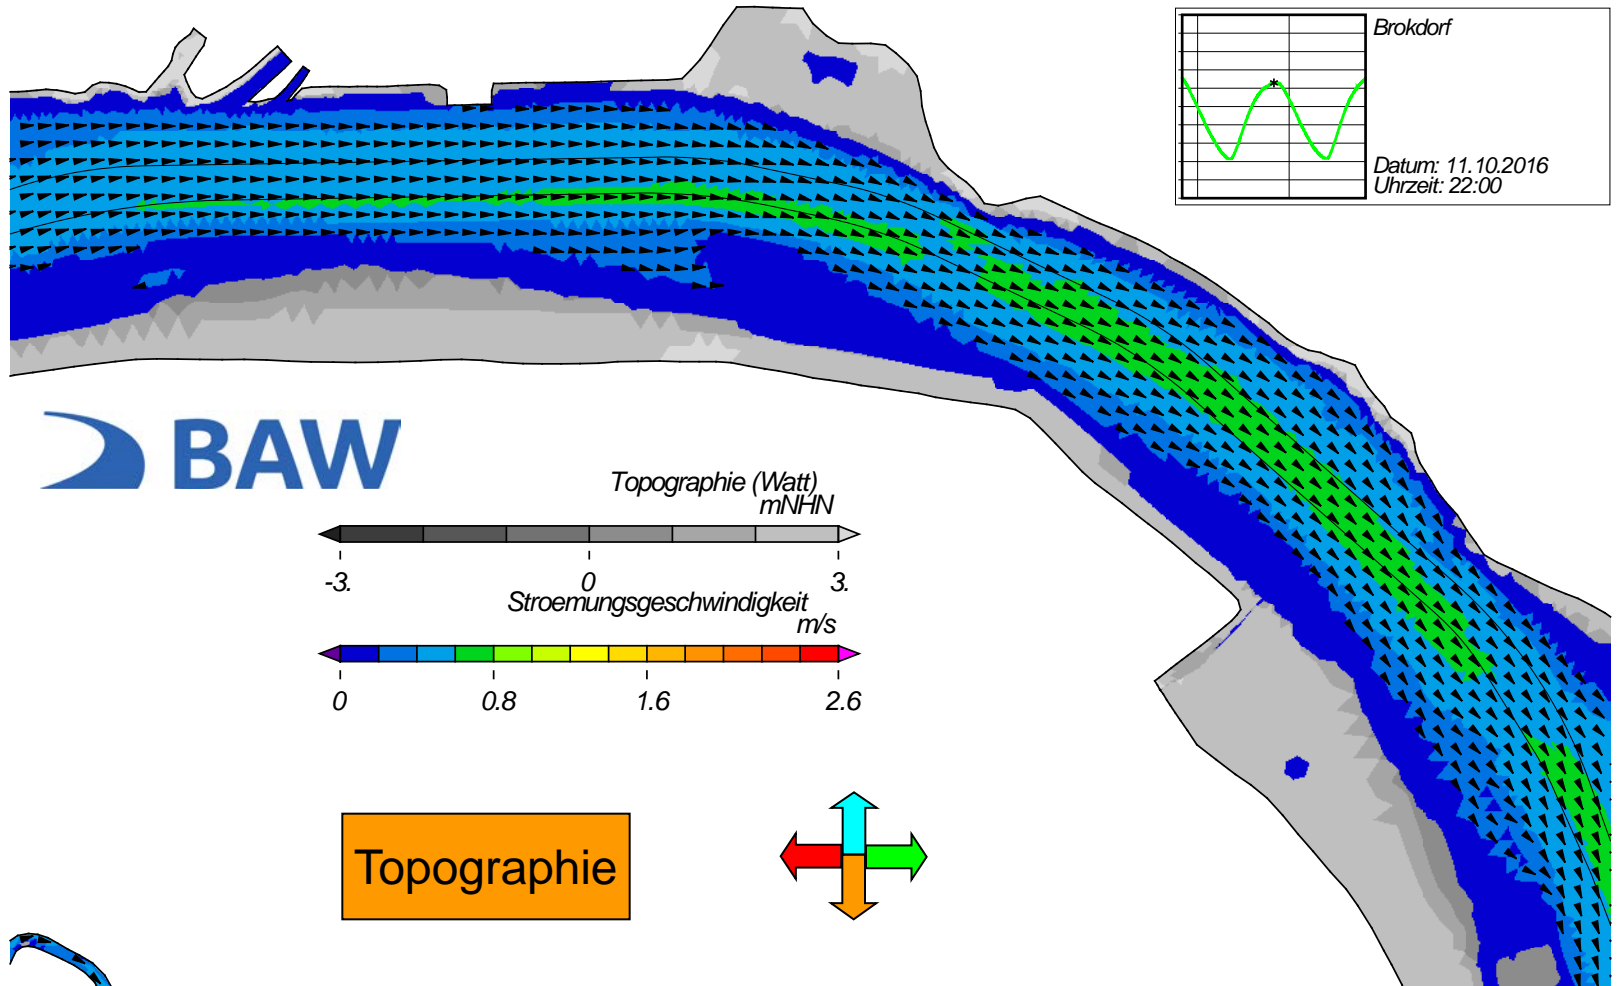 Brokdorf
Datum: 11.10.2016
Uhrzeit: 22:00
BAW
Topographie (Watt)
mNHN
-3. 0 3.
Stroemungsgeschwindigkeit
m/s
0 0.8 1.6 2.6
Topographie